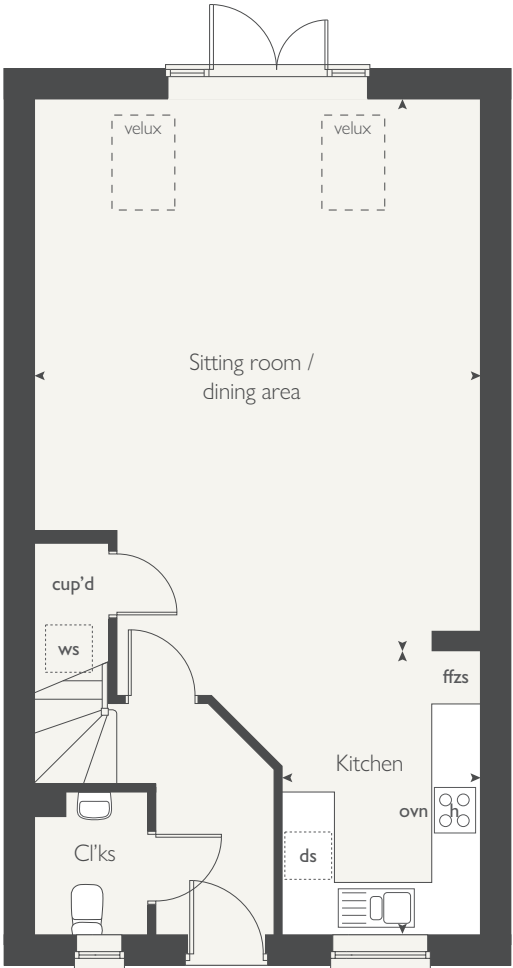 velux
velux
Sitting room /
dining area
cup'd
ws
ffzs
Kitchen
ovn h
Cl'ks
ds